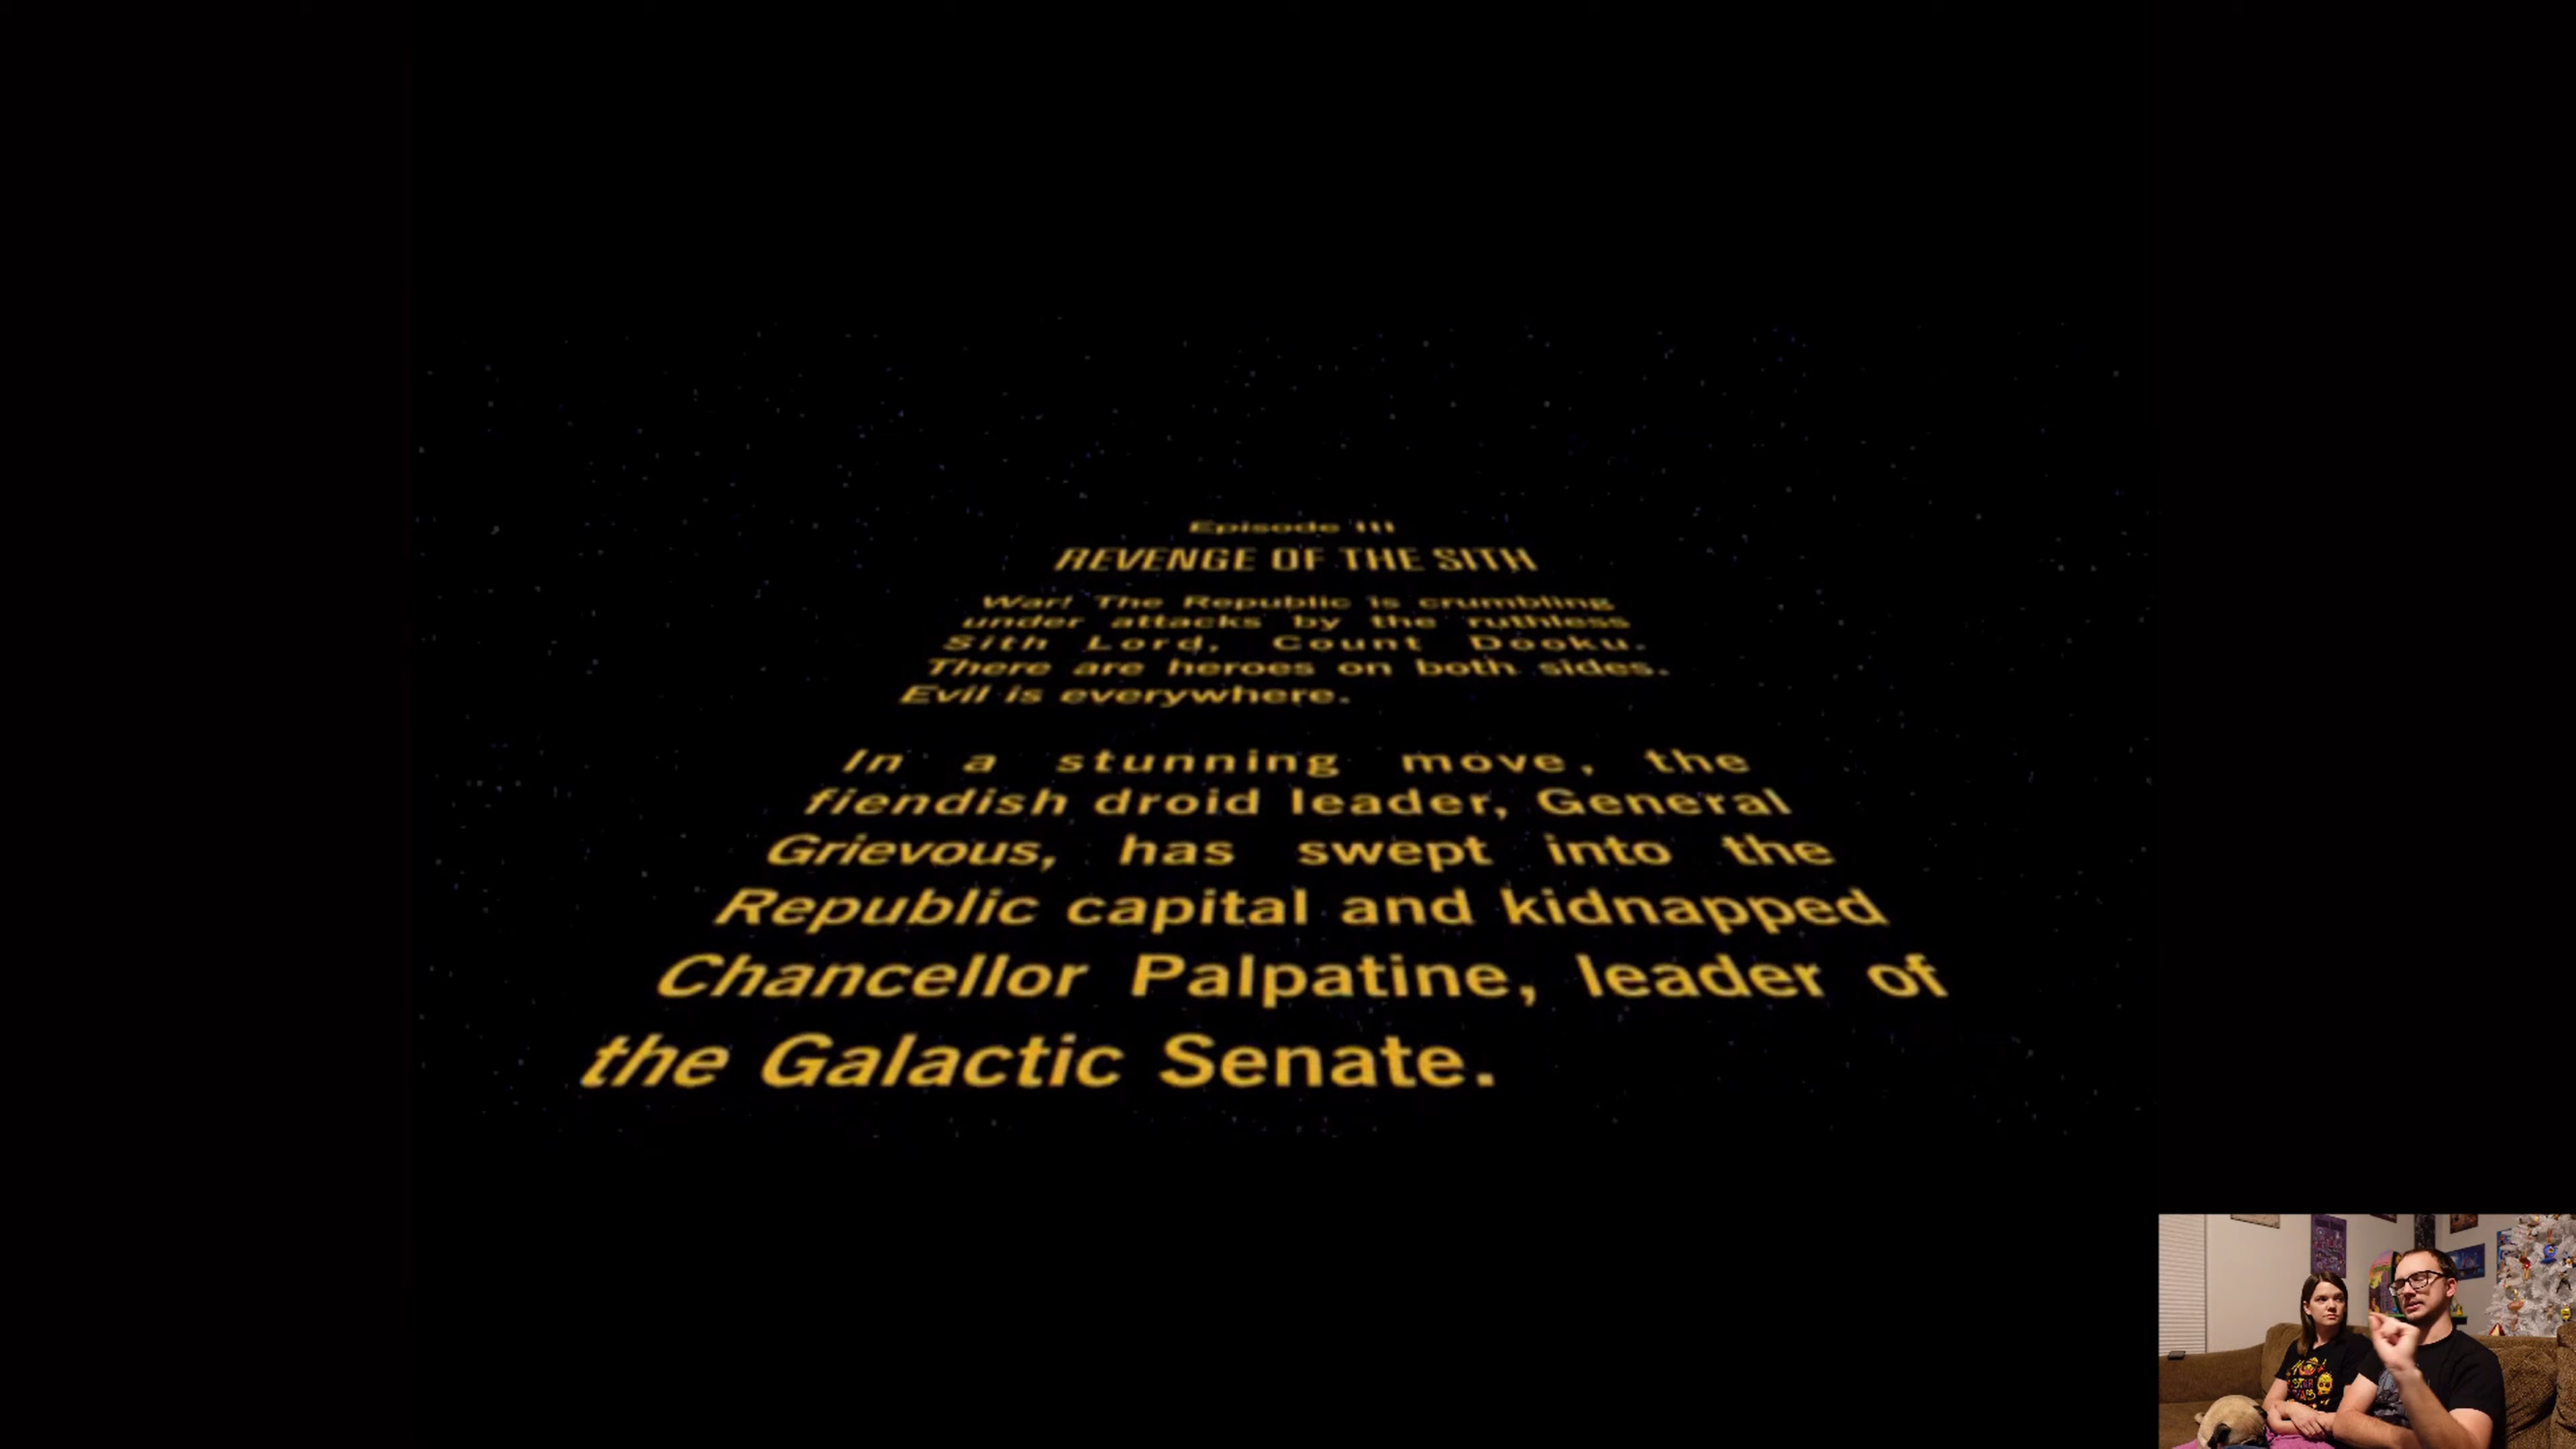 Episode III
REVENGE OF THE SITH
War! The Republic is crumbling
under attacks by the ruthless
Sith Lord, Count Dooku.
There are heroes on both sides.
Evil is everywhere.
In a stunning move, the
fiendish droid leader, General
Grievous, has swept into the
Republic capital and kidnapped
Chancellor Palpatine, leader of
the Galactic Senate.